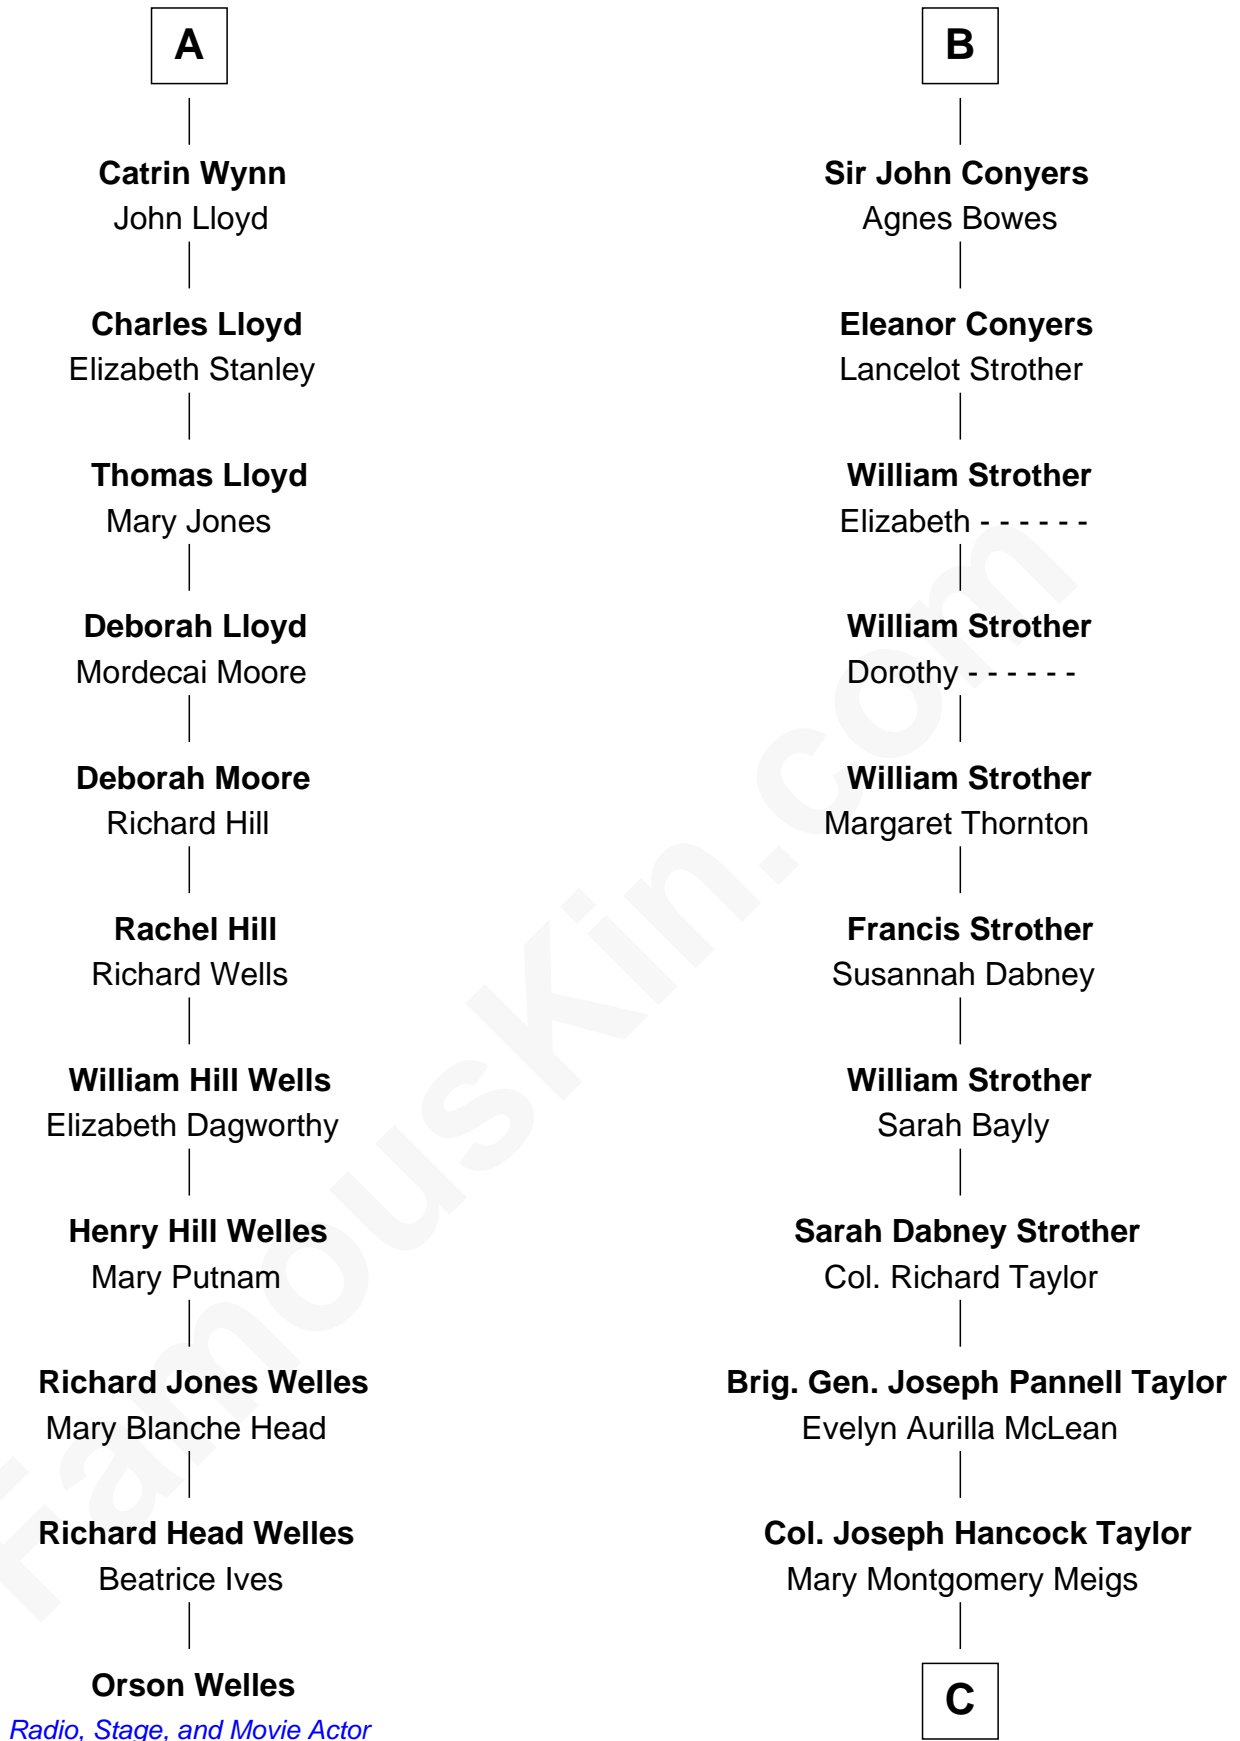 A
Catrin Wynn
John Lloyd
Charles Lloyd
Elizabeth Stanley
Thomas Lloyd
Mary Jones
Deborah Lloyd
Mordecai Moore
Deborah Moore
Richard Hill
Rachel Hill
Richard Wells
William Hill Wells
Elizabeth Dagworthy
Henry Hill Welles
Mary Putnam
Richard Jones Welles
Mary Blanche Head
Richard Head Welles
Beatrice Ives
Orson Welles
Radio, Stage, and Movie Actor
B
Sir John Conyers
Agnes Bowes
Eleanor Conyers
Lancelot Strother
William Strother
Elizabeth - - - - - -
William Strother
Dorothy - - - - - -
William Strother
Margaret Thornton
Francis Strother
Susannah Dabney
William Strother
Sarah Bayly
Sarah Dabney Strother
Col. Richard Taylor
Brig. Gen. Joseph Pannell Taylor
Evelyn Aurilla McLean
Col. Joseph Hancock Taylor
Mary Montgomery Meigs
C
FamousKin.com